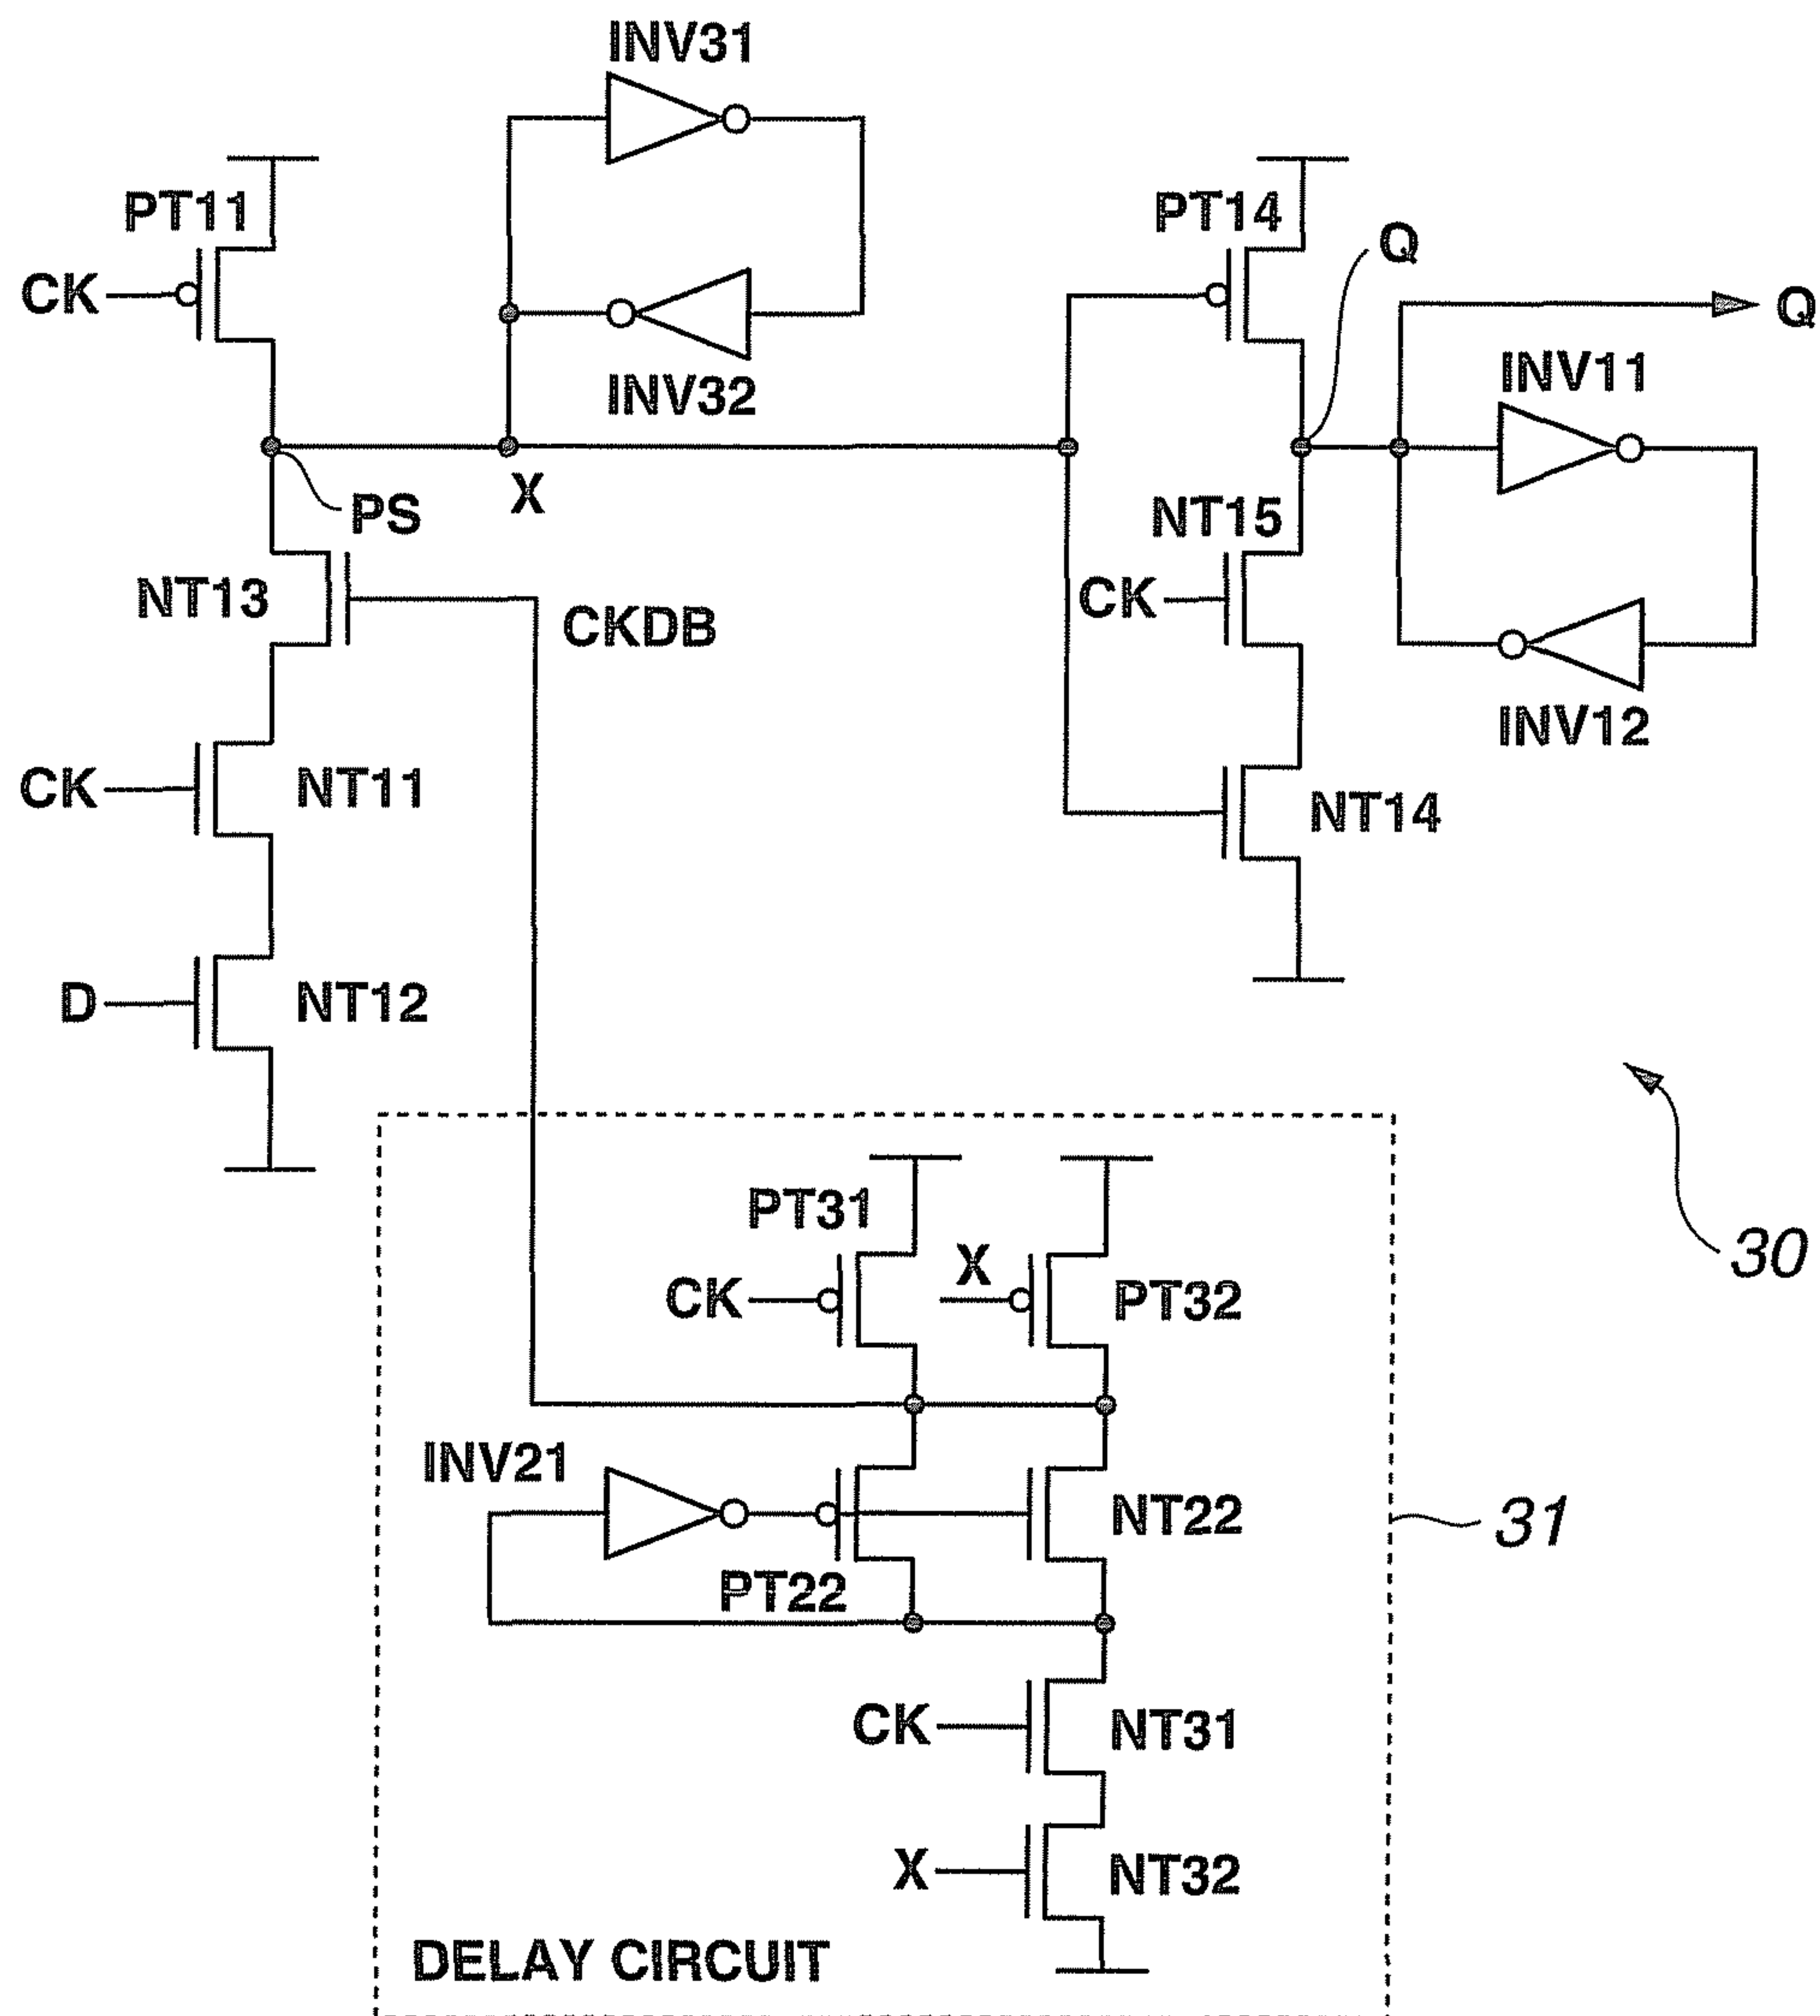 INV31
PT11
CK
INV32
X
PS
PT14
Q
Q
INV11
NT15
CK
INV12
NT14
NT13
CKDB
CK
NT11
D
NT12
30
PT31
CK
X
PT32
INV21
PT22
NT22
31
CK
NT31
X
NT32
DELAY CIRCUIT